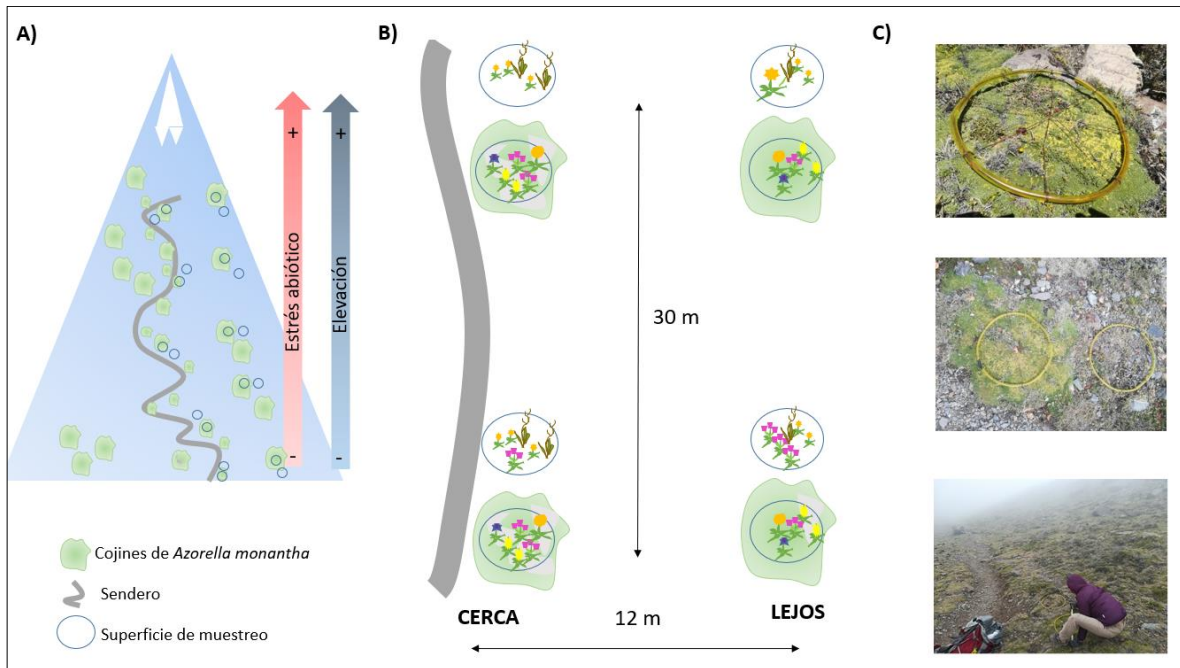 A)
+
+
Estrés abiótico
Elevación
-
-
Cojines de Azorella monantha
Sendero
Superficie de muestreo
B)
30 m
CERCA
LEJOS
12 m
C)